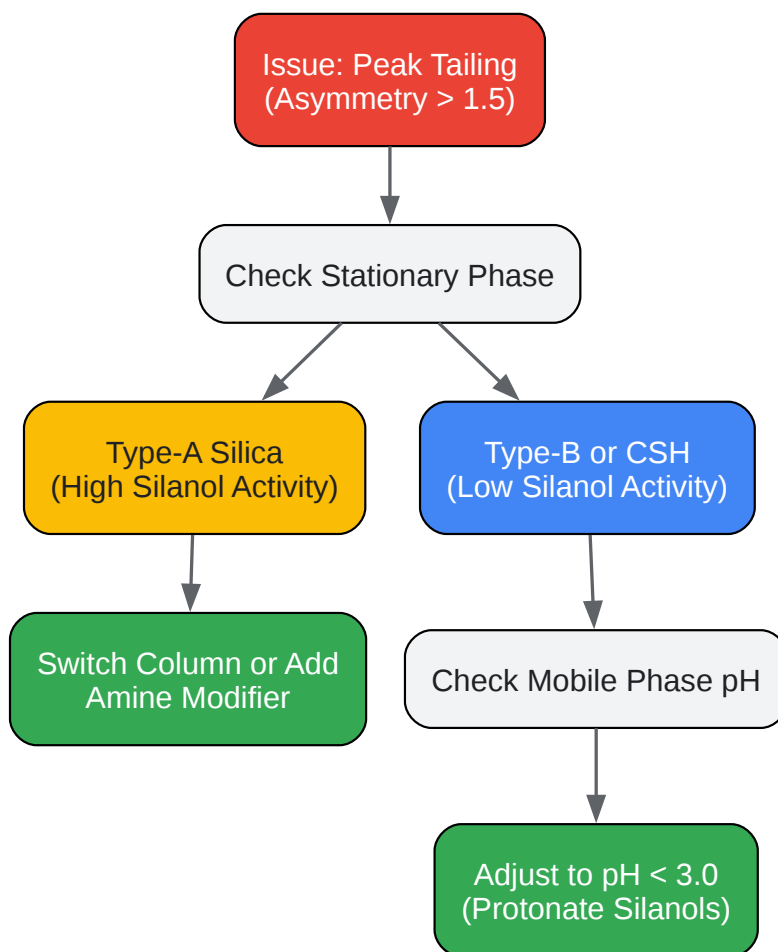 Issue: Peak Tailing
(Asymmetry > 1.5)
Check Stationary Phase
Type-A Silica
(High Silanol Activity)
Type-B or CSH
(Low Silanol Activity)
Switch Column or Add
Amine Modifier
Check Mobile Phase pH
Adjust to pH < 3.0
(Protonate Silanols)